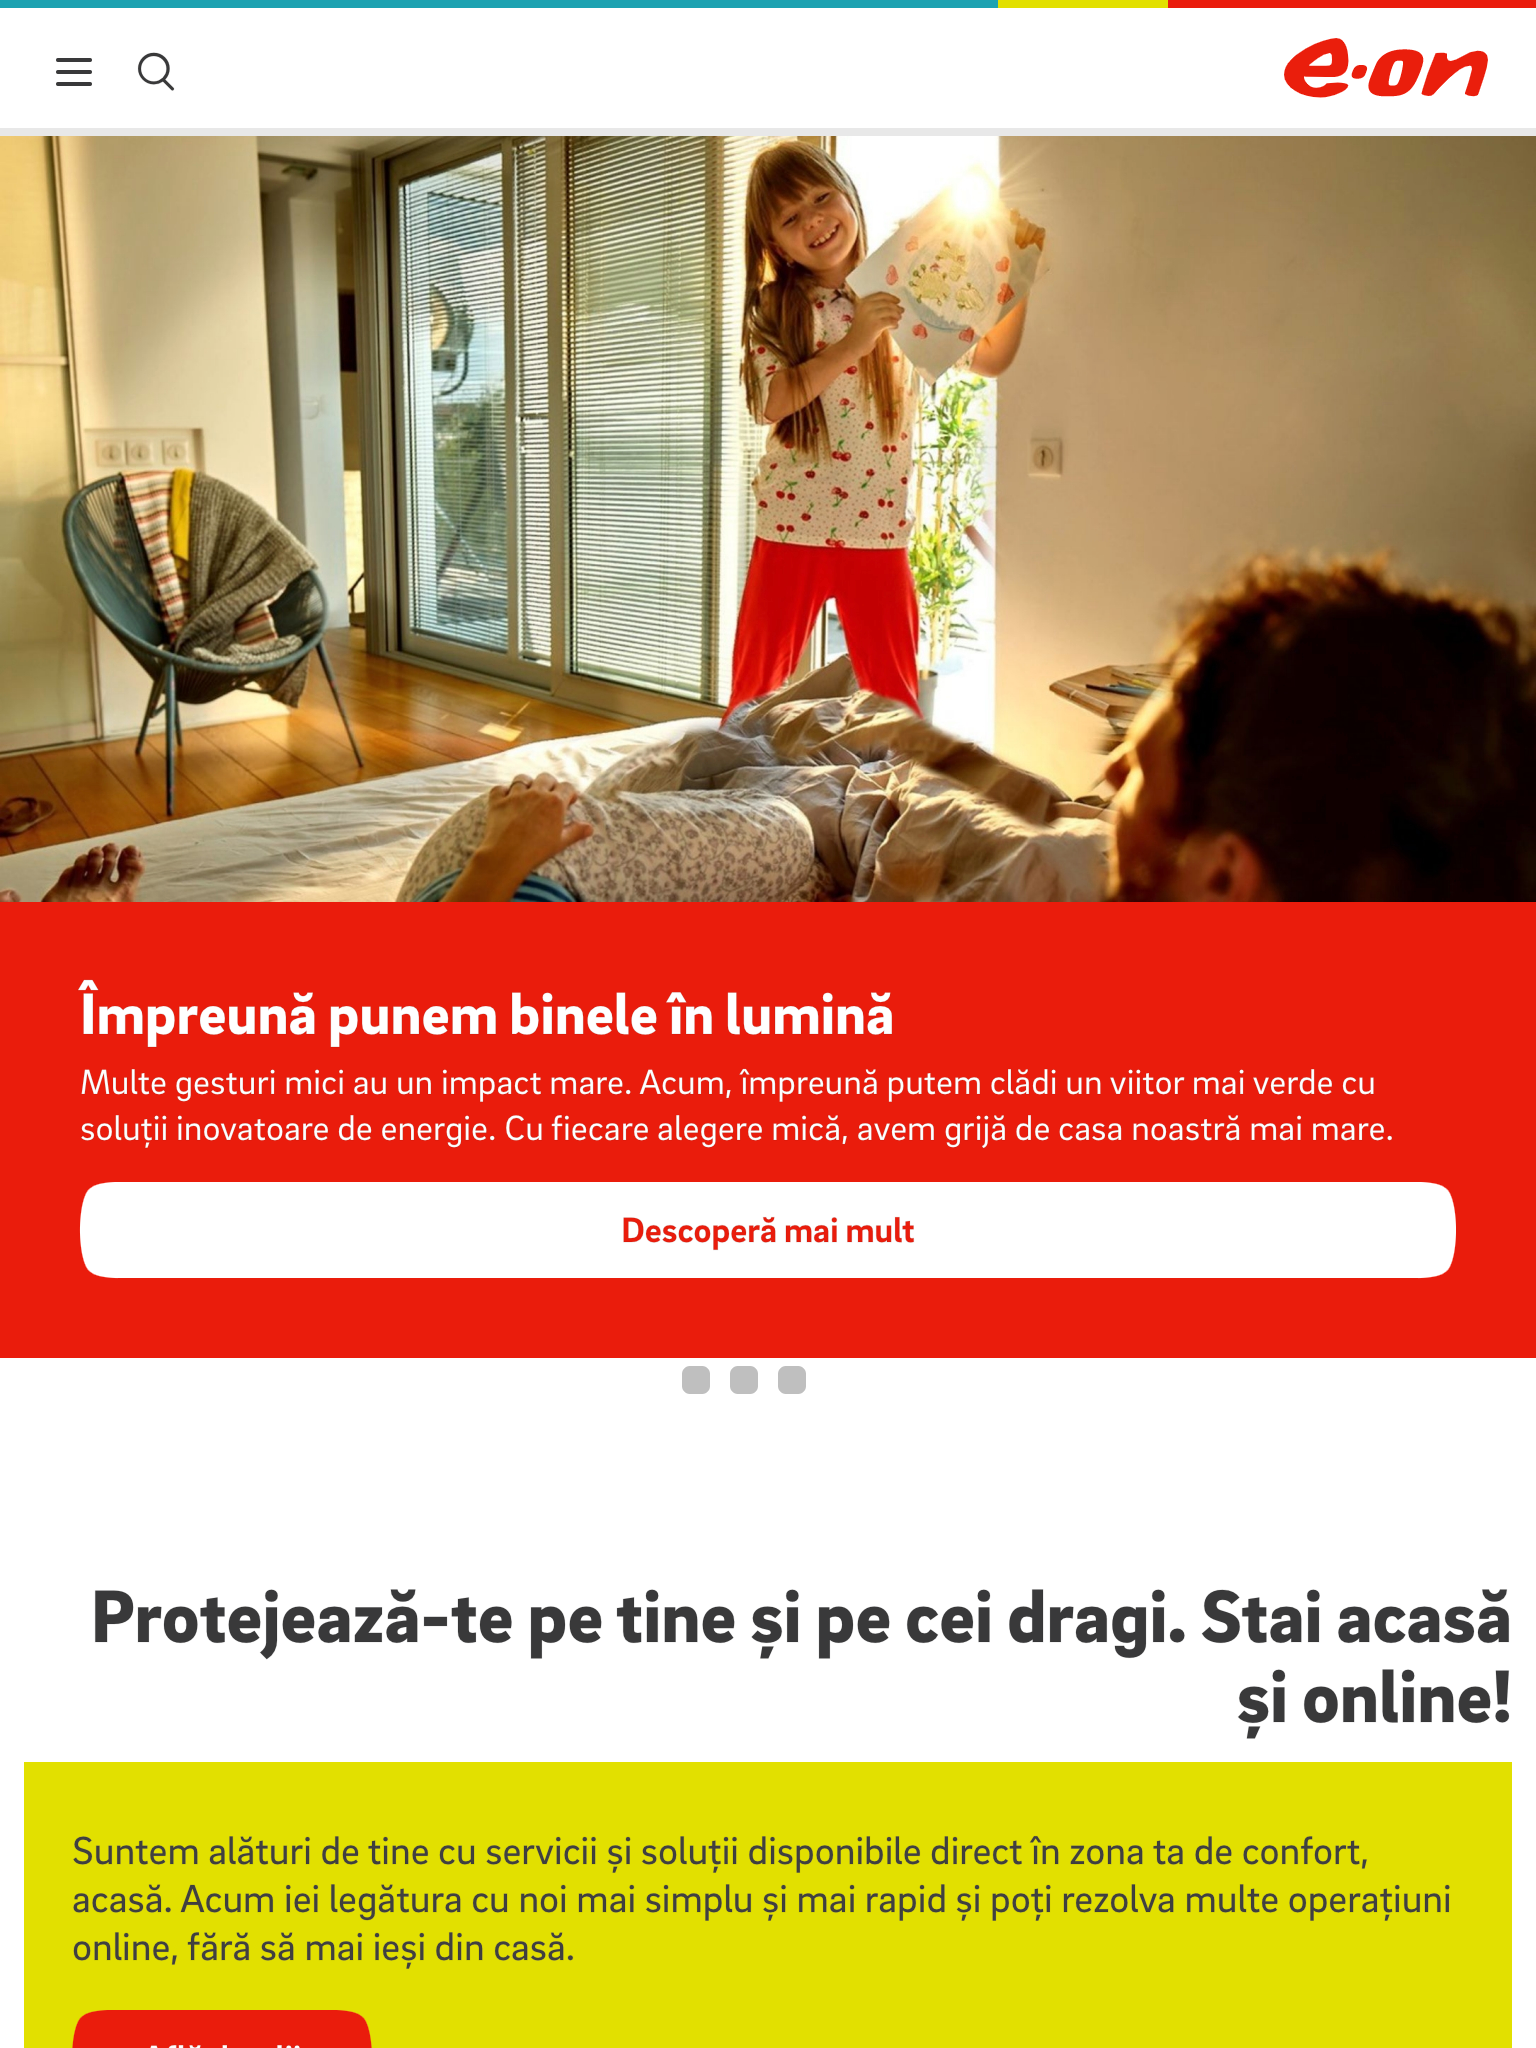 e·on
Împreună punem binele în lumină
Multe gesturi mici au un impact mare. Acum, împreună putem clădi un viitor mai verde cu
soluții inovatoare de energie. Cu fiecare alegere mică, avem grijă de casa noastră mai mare.
Descoperă mai mult
Protejează-te pe tine și pe cei dragi. Stai acasă
și online!
Suntem alături de tine cu servicii și soluții disponibile direct în zona ta de confort,
acasă. Acum iei legătura cu noi mai simplu și mai rapid și poți rezolva multe operațiuni
online, fără să mai ieși din casă.